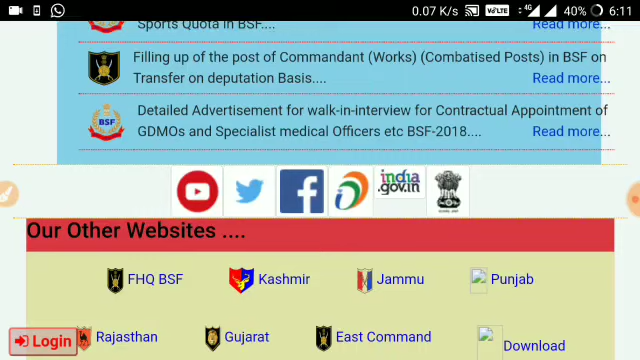 0.07 K/s VoLTE 4G 40% 6:11
Sports Quota in BSF.... Read more...
Filling up of the post of Commandant (Works) (Combatised Posts) in BSF on
Transfer on deputation Basis.... Read more...
BSF
Detailed Advertisement for walk-in-interview for Contractual Appointment of
GDMOs and Specialist medical Officers etc BSF-2018.... Read more...
india
.gov.in
Our Other Websites ....
FHQ BSF Kashmir Jammu Punjab
Login Rajasthan Gujarat East Command Download